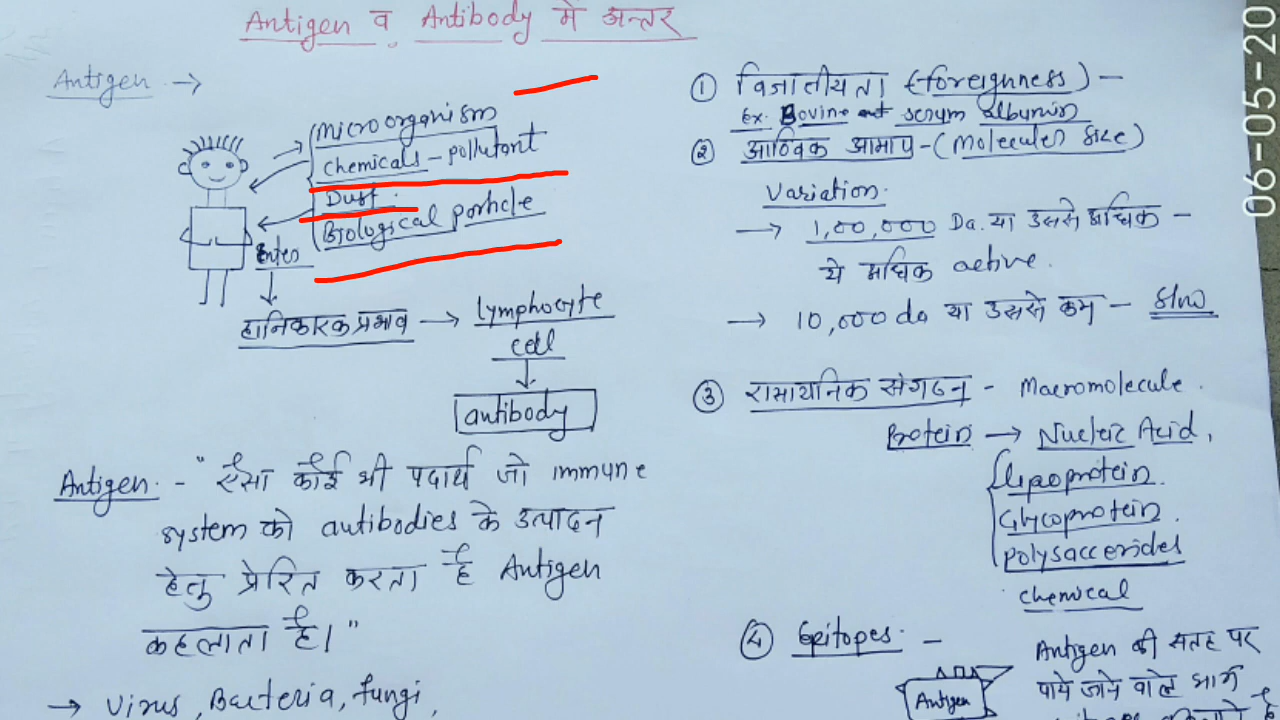 Antigen व Antibody में अन्तर
Antigen →
Microorganism
chemicals - pollutant
Dust.
Biological particle
Enter
हानिकारक प्रभाव → lymphocyte
cell
antibody
Antigen. - " ऐसा कोई भी पदार्थ जो immune
system को antibodies के उत्पादन
हेतु प्रेरित करता है Antigen
कहलाता है। "
→ Virus, Bacteria, fungi,
① विजातीयता (foreignness) -
Ex. Bovine serum albumin
② आण्विक आमाप - (Molecular size)
Variation.
→ 1,00,000 Da. या उससे अधिक -
ये अधिक active.
→ 10,000 da या उससे कम - slow
③ रासायनिक संगठन - Macromolecule.
Protein → Nucleic Acid,
lipoprotein.
Glycoprotein.
polysaccerides
chemical
④ Epitopes. -
Antigen की सतह पर
पाये जाने वाले भाग
Antigen
06-05-20